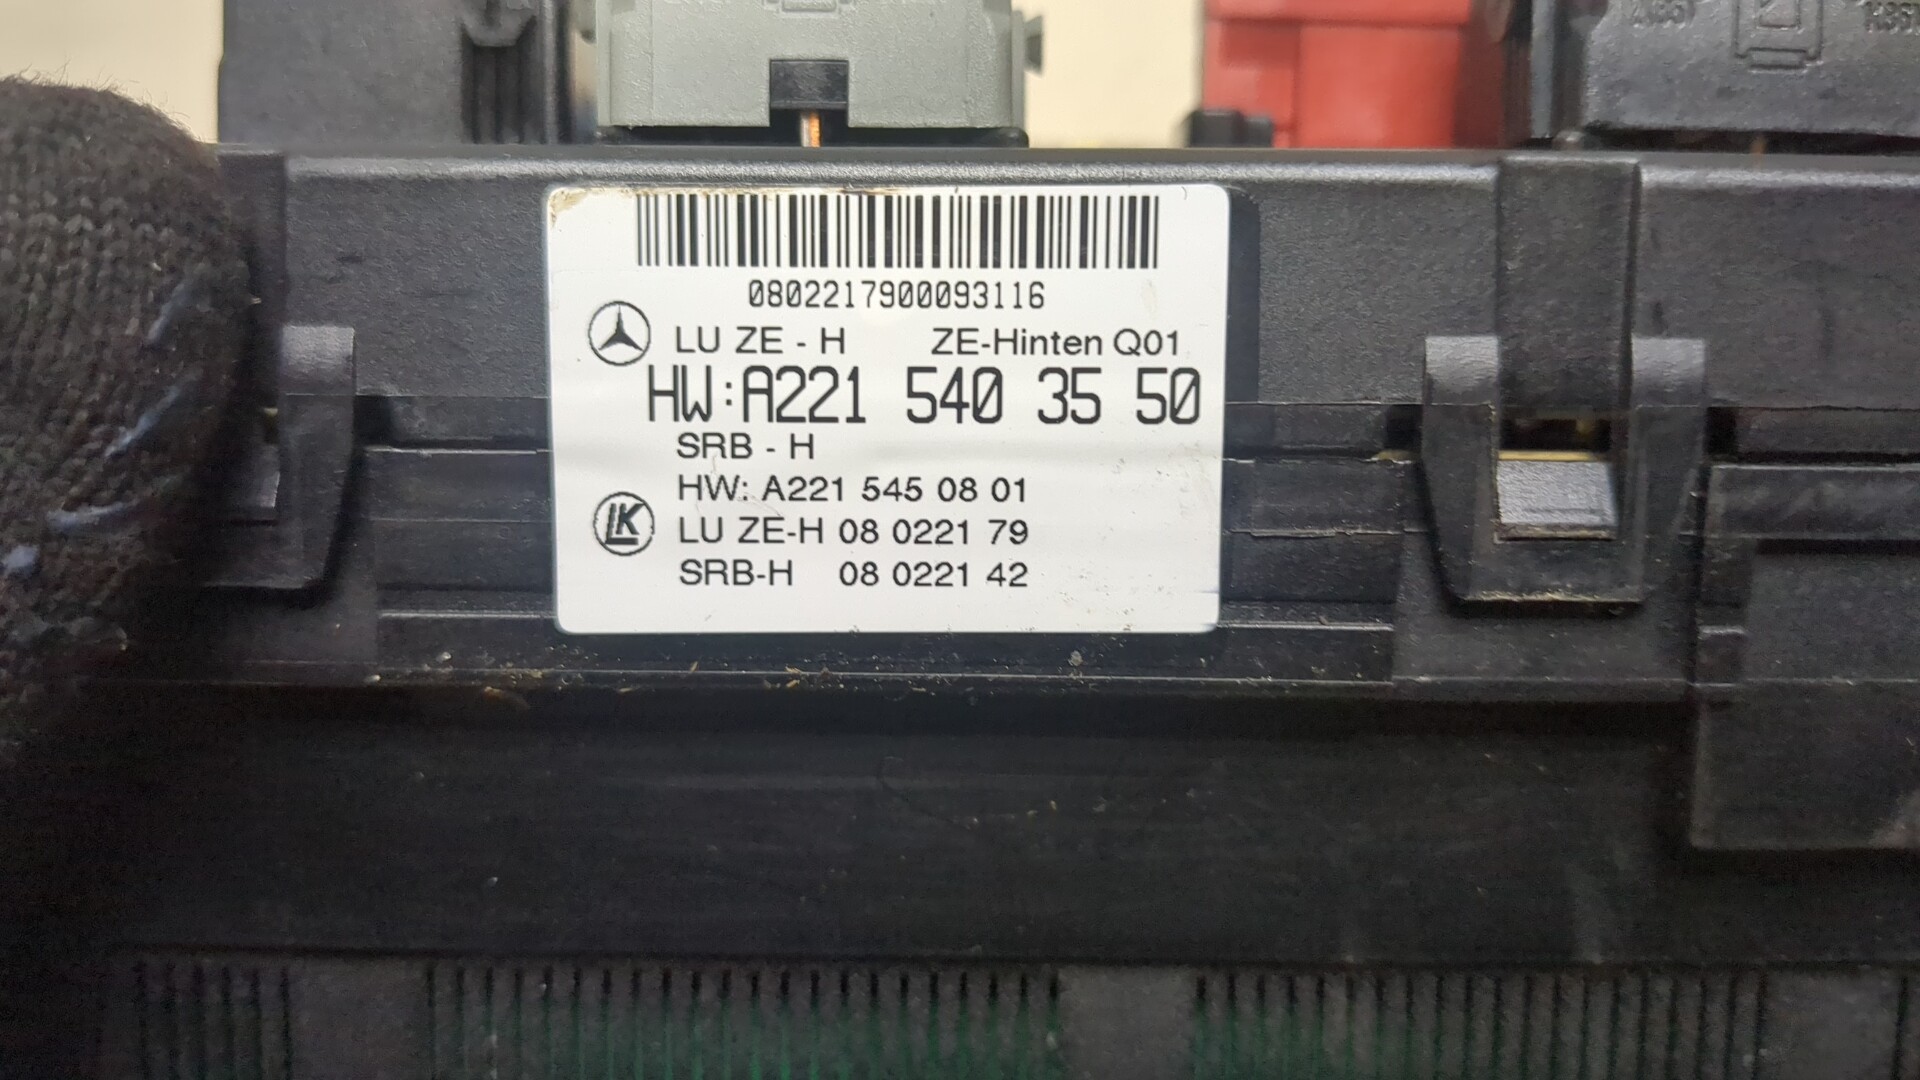 0802217900093116
LU ZE - H ZE-Hinten Q01
HW:A221 540 35 50
SRB - H
HW: A221 545 08 01
LK LU ZE-H 08 0221 79
SRB-H 08 0221 42